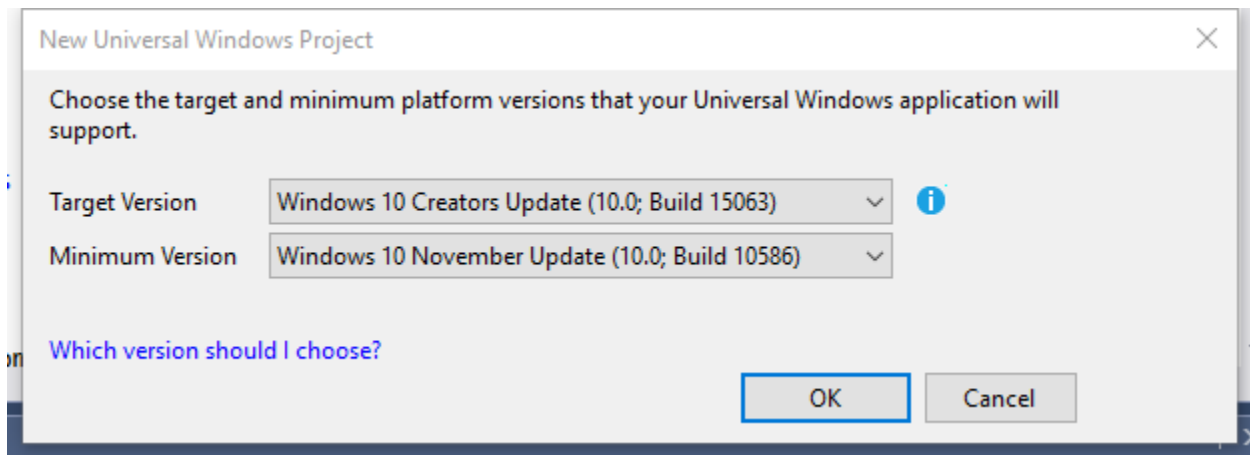 New Universal Windows Project
Choose the target and minimum platform versions that your Universal Windows application will
support.
Target Version
Windows 10 Creators Update (10.0; Build 15063)
Minimum Version
Windows 10 November Update (10.0; Build 10586)
Which version should I choose?
OK
Cancel